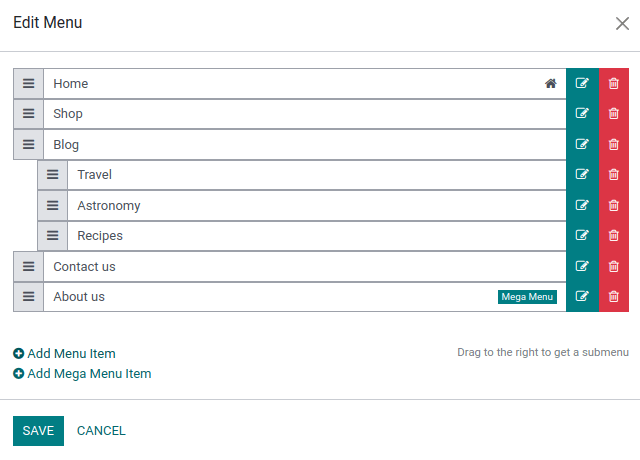 Edit Menu
Home
Shop
Blog
Travel
Astronomy
Recipes
Contact us
About us Mega Menu
Add Menu Item
Drag to the right to get a submenu
Add Mega Menu Item
SAVE CANCEL